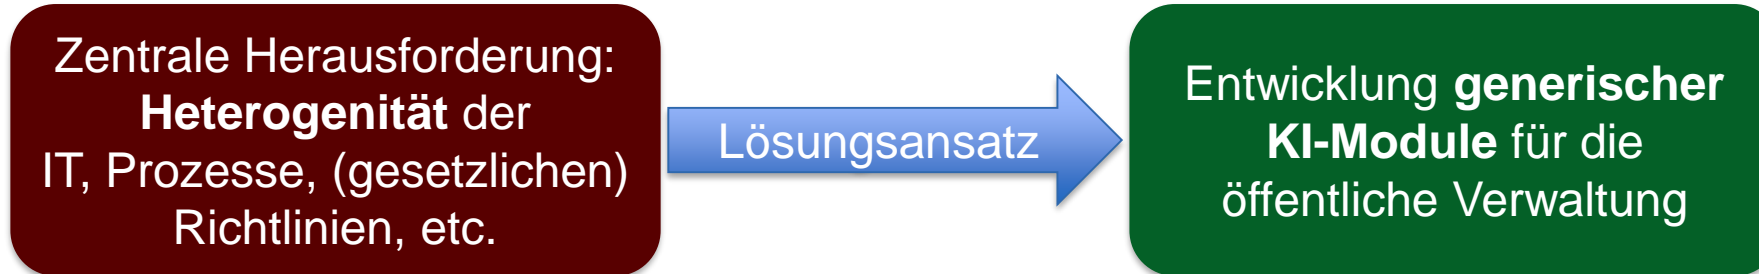 Zentrale Herausforderung:
Heterogenität der
IT, Prozesse, (gesetzlichen)
Richtlinien, etc.
Lösungsansatz
Entwicklung generischer
KI-Module für die
öffentliche Verwaltung